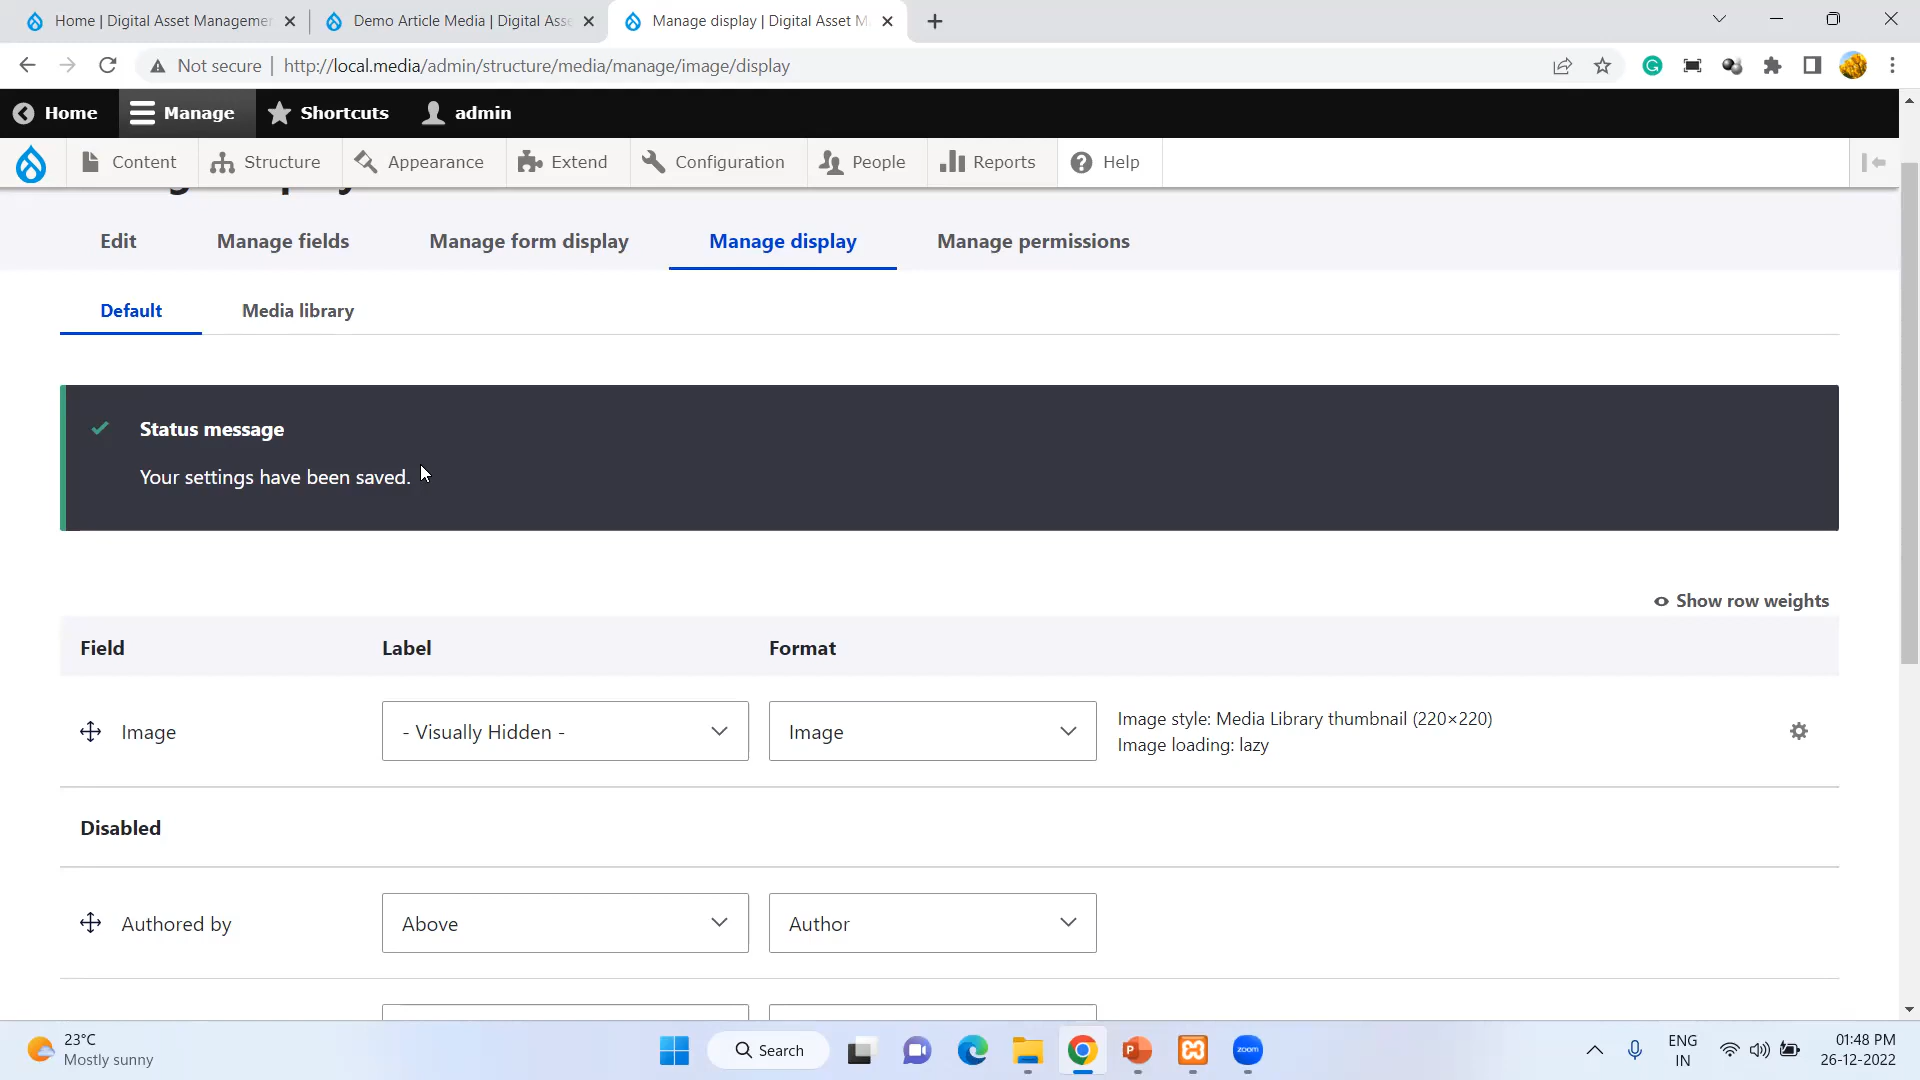 Home | Digital Asset Managemen
Demo Article Media | Digital Asse
Manage display | Digital Asset M
Not secure
http://local.media/admin/structure/media/manage/image/display
Home
Manage
Shortcuts
admin
Content
Structure
Appearance
Extend
Configuration
People
Reports
Help
Edit
Manage fields
Manage form display
Manage display
Manage permissions
Default
Media library
Status message
Your settings have been saved.
Show row weights
Field
Label
Format
Image
- Visually Hidden -
Image
Image style: Media Library thumbnail (220×220)
Image loading: lazy
Disabled
Authored by
Above
Author
23°C
Mostly sunny
Search
zoom
ENG
IN
01:48 PM
26-12-2022